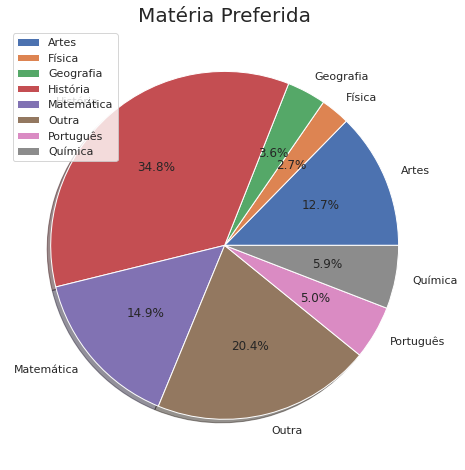 Matéria Preferida
Artes
Física
Geografia
História
Matemática
Outra
Português
Química
Geografia
Física
Artes
Química
Português
Outra
Matemática
3.6%
2.7%
34.8%
12.7%
5.9%
5.0%
14.9%
20.4%